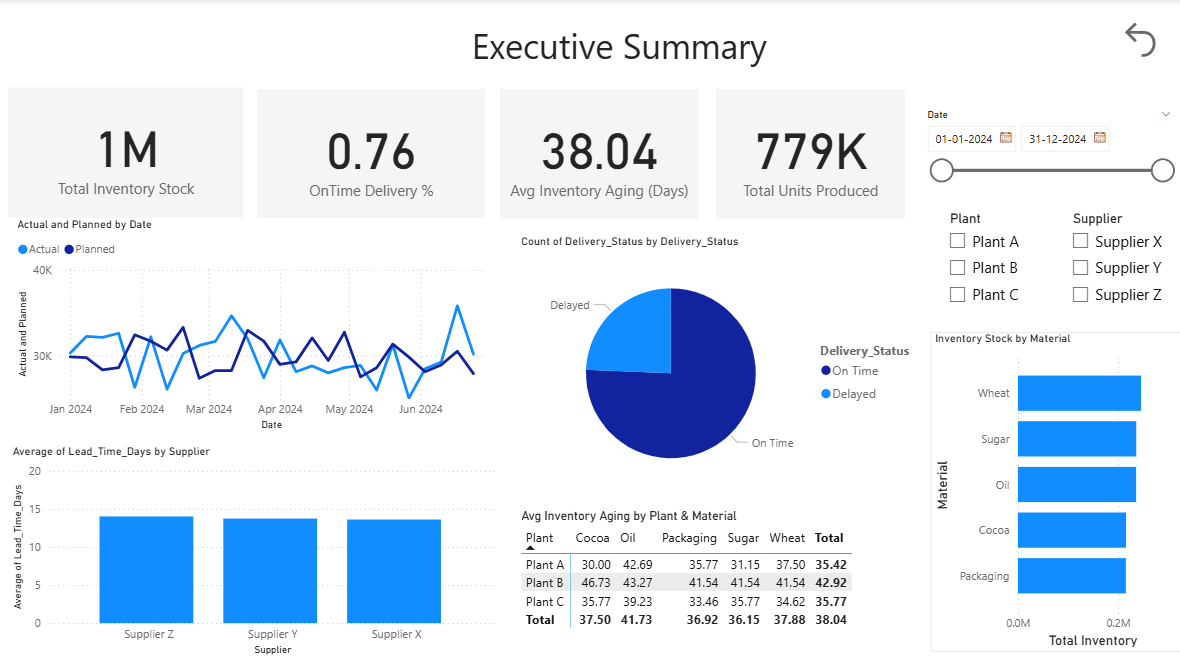 Executive Summary
1M
Total Inventory Stock
0.76
OnTime Delivery %
38.04
Avg Inventory Aging (Days)
779K
Total Units Produced
Date
01-01-2024 31-12-2024
Plant
Plant A
Plant B
Plant C
Supplier
Supplier X
Supplier Y
Supplier Z
Actual and Planned by Date
Actual Planned
Actual and Planned
40K
30K
Jan 2024 Feb 2024 Mar 2024 Apr 2024 May 2024 Jun 2024
Date
Count of Delivery_Status by Delivery_Status
Delayed
On Time
Delivery_Status
On Time
Delayed
Inventory Stock by Material
Material
Wheat
Sugar
Oil
Cocoa
Packaging
0.0M 0.2M
Total Inventory
Average of Lead_Time_Days by Supplier
Average of Lead_Time_Days
20
15
10
5
0
Supplier Z Supplier Y Supplier X
Supplier
Avg Inventory Aging by Plant & Material
Plant Cocoa Oil Packaging Sugar Wheat Total
Plant A 30.00 42.69 35.77 31.15 37.50 35.42
Plant B 46.73 43.27 41.54 41.54 41.54 42.92
Plant C 35.77 39.23 33.46 35.77 34.62 35.77
Total 37.50 41.73 36.92 36.15 37.88 38.04